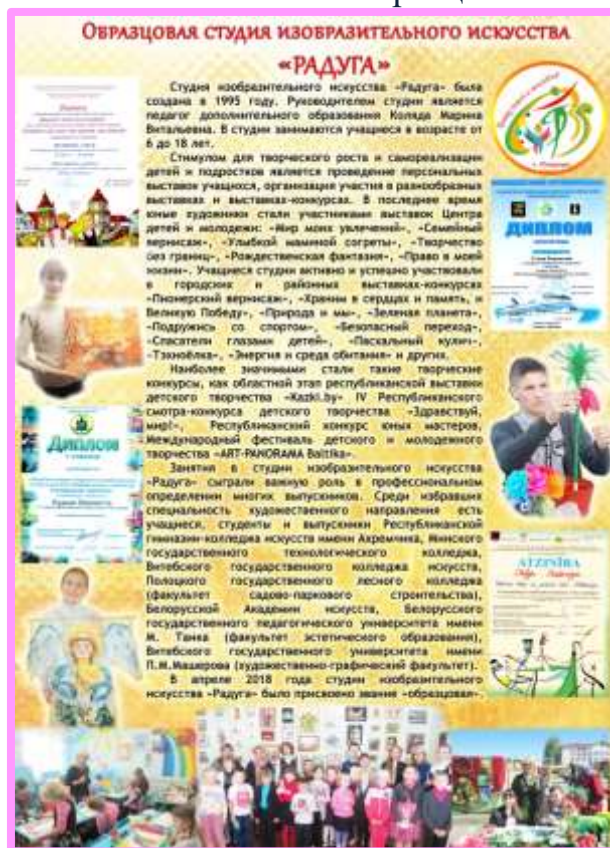 ОБРАЗЦОВАЯ СТУДИЯ ИЗОБРАЗИТЕЛЬНОГО ИСКУССТВА
«РАДУГА»
Студия изобразительного искусства «Радуга» была
создана в 1995 году. Руководителем студии является
педагог дополнительного образования Коляда Марина
Витальевна. В студии занимаются учащиеся в возрасте от
6 до 18 лет.
Стимулом для творческого роста и самореализации
детей и подростков является проведение персональных
выставок учащихся, организация участия в разнообразных
выставках и выставках-конкурсах. В последнее время
юные художники стали участниками выставок Центра
детей и молодежи: «Мир моих увлечений», «Семейный
вернисаж», «Улыбкой маминой согреты», «Творчество
без границ», «Рождественская фантазия», «Право в моей
жизни». Учащиеся студии активно и успешно участвовали
в городских и районных выставках-конкурсах
«Пионерский вернисаж», «Храним в сердцах и память, и
Великую Победу», «Природа и мы», «Зеленая планета»,
«Подружись со спортом», «Безопасный переход»,
«Спасатели глазами детей», «Пасхальный кулич»,
«Тэхноёлка», «Энергия и среда обитания» и других.
Наиболее значимыми стали такие творческие
конкурсы, как областной этап республиканской выставки
детского творчества «Kazki.by» IV Республиканского
смотра-конкурса детского творчества «Здравствуй,
мир!», Республиканский конкурс юных мастеров,
Международный фестиваль детского и молодежного
творчества «ART-PANORAMA Baltika».
Занятия в студии изобразительного искусства
«Радуга» сыграли важную роль в профессиональном
определении многих выпускников. Среди избравших
специальность художественного направления есть
учащиеся, студенты и выпускники Республиканской
гимназии-колледжа искусств имени Ахремчика, Минского
государственного технологического колледжа,
Витебского государственного колледжа искусств,
Полоцкого государственного лесного колледжа
(факультет садово-паркового строительства),
Белорусской Академии искусств, Белорусского
государственного педагогического университета имени
М. Танка (факультет эстетического образования),
Витебского государственного университета имени
П.М.Машерова (художественно-графический факультет).
В апреле 2018 года студии изобразительного
искусства «Радуга» было присвоено звания «образцовая».
ДИПЛОМ
Диплом
ATZINĪBA